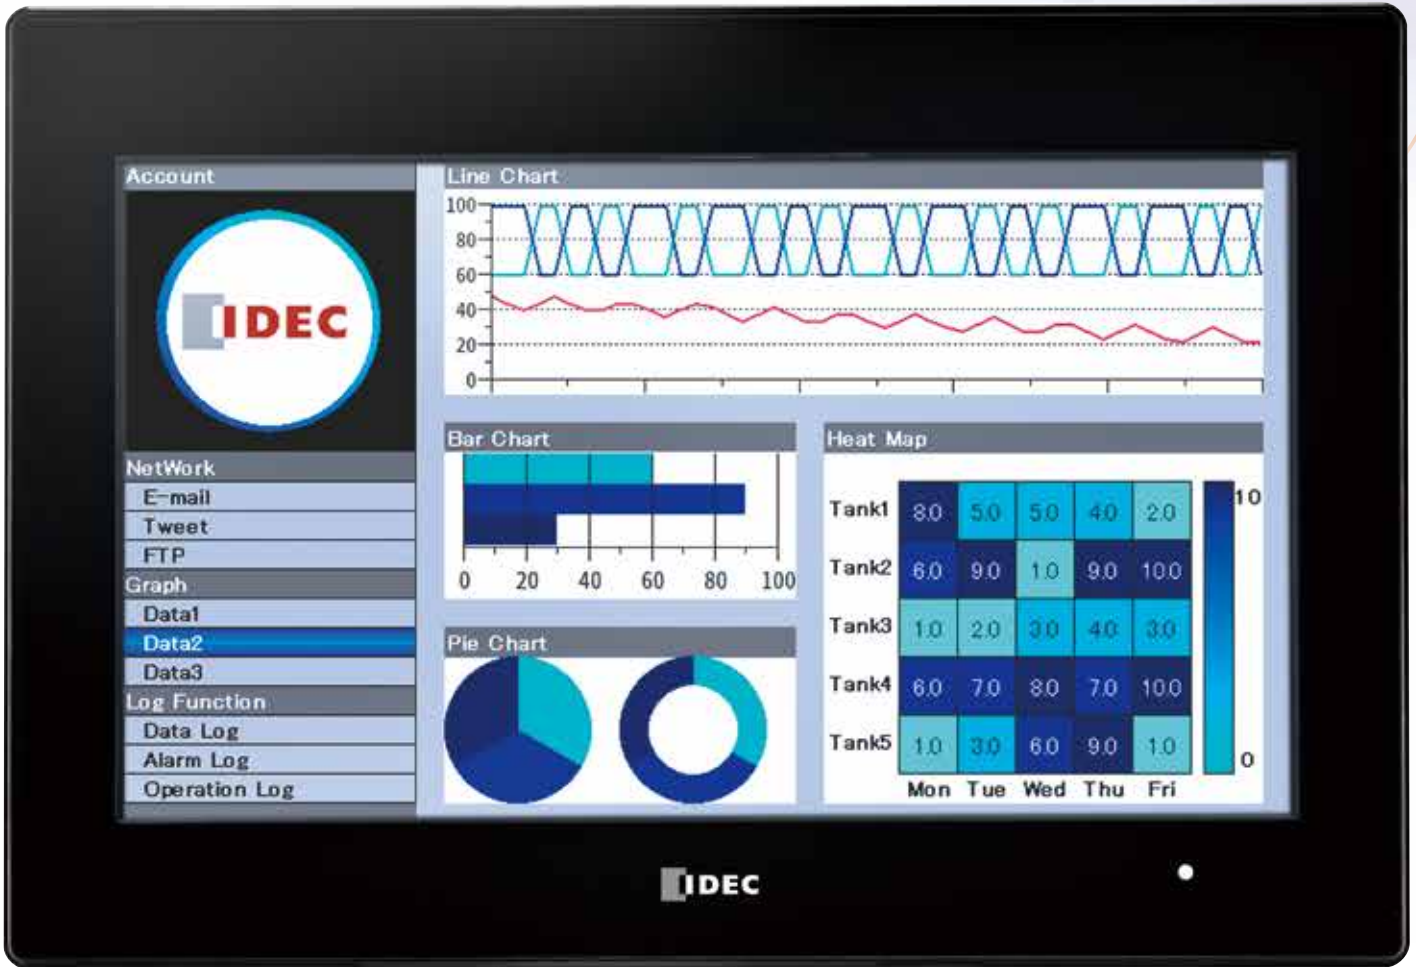 Account
IDEC
NetWork
E-mail
Tweet
FTP
Graph
Data1
Data2
Data3
Log Function
Data Log
Alarm Log
Operation Log
Line Chart
100
80
60
40
20
0
Bar Chart
0 20 40 60 80 100
Pie Chart
Heat Map
Tank1 8.0 5.0 5.0 4.0 2.0
Tank2 6.0 9.0 1.0 9.0 10.0
Tank3 1.0 2.0 3.0 4.0 3.0
Tank4 6.0 7.0 8.0 7.0 10.0
Tank5 1.0 3.0 6.0 9.0 1.0
Mon Tue Wed Thu Fri
10
0
IDEC